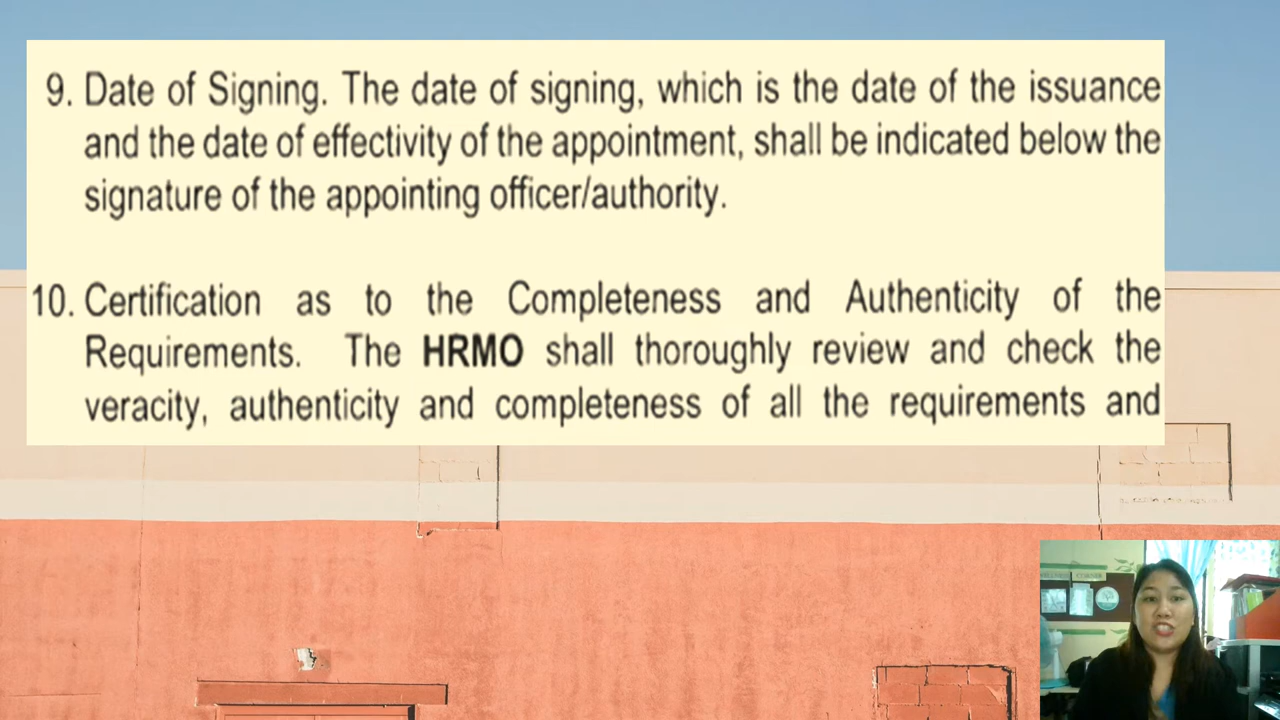 9. Date of Signing. The date of signing, which is the date of the issuance
and the date of effectivity of the appointment, shall be indicated below the
signature of the appointing officer/authority.
10. Certification as to the Completeness and Authenticity of the
Requirements. The HRMO shall thoroughly review and check the
veracity, authenticity and completeness of all the requirements and